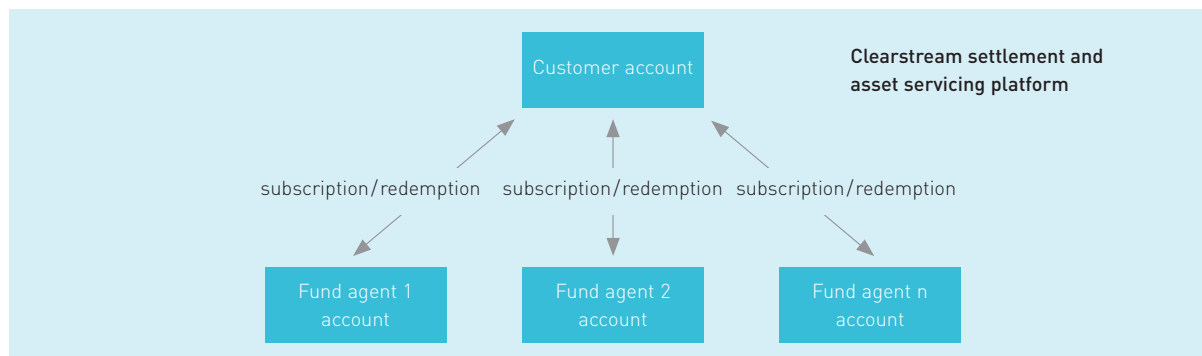 Customer account
Clearstream settlement and
asset servicing platform
subscription/redemption
subscription/redemption
subscription/redemption
Fund agent 1
account
Fund agent 2
account
Fund agent n
account